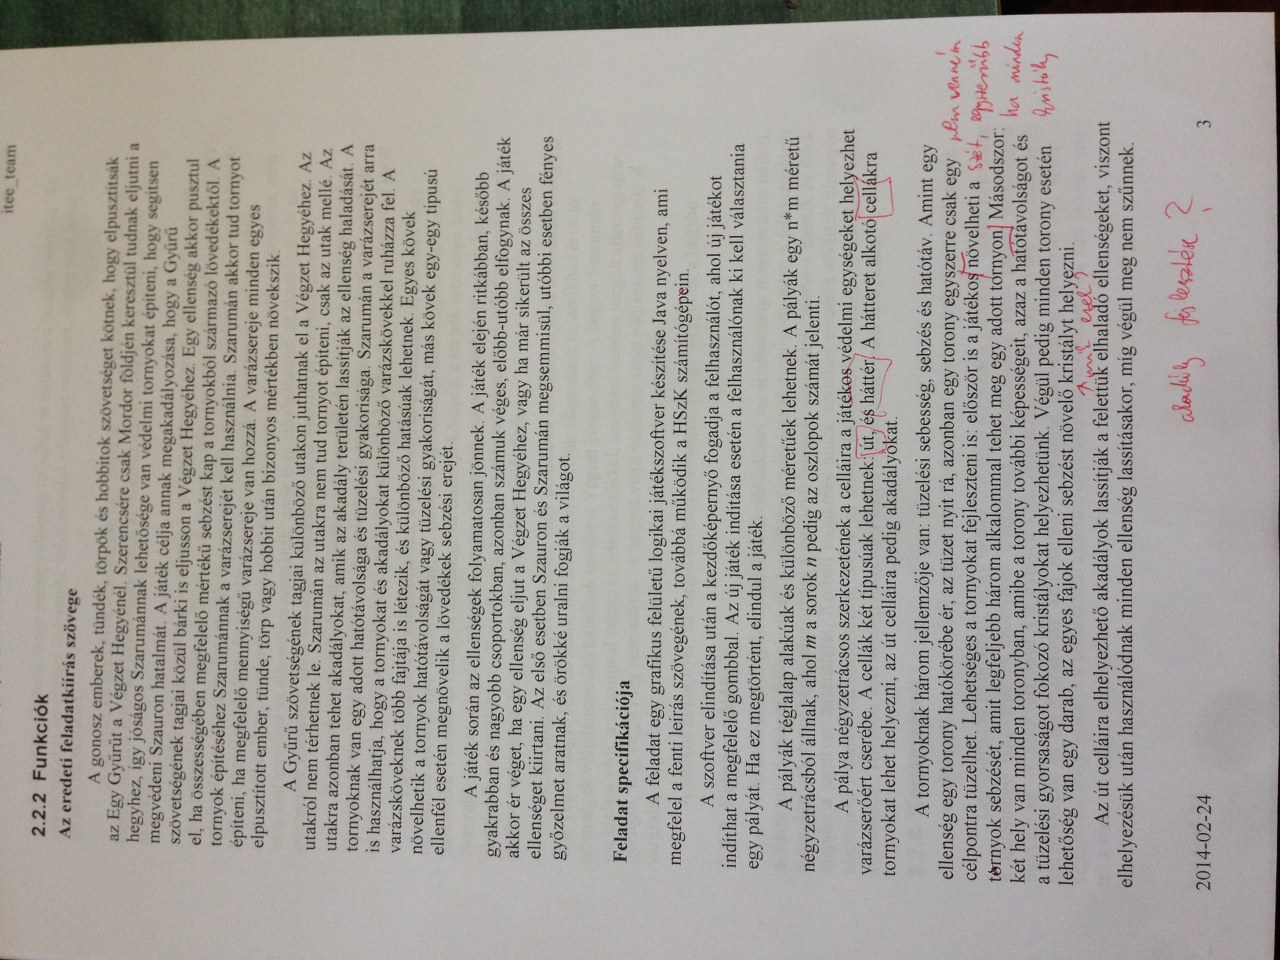 itee_team
2.2.2 Funkciók
Az eredeti feladatkiírás szövege
A gonosz emberek, tündék, törpök és hobbitok szövetséget kötnek, hogy elpusztítsák
az Egy Gyűrűt a Végzet Hegyénél. Szerencsére csak Mordor földjén keresztül tudnak eljutni a
hegyhez, így jóságos Szarumánnak lehetősége van védelmi tornyokat építeni, hogy segítsen
megvédeni Szauron hatalmát. A játék célja annak megakadályozása, hogy a Gyűrű
szövetségének tagjai közül bárki is eljusson a Végzet Hegyéhez. Egy ellenség akkor pusztul
el, ha összességében megfelelő mértékű sebzést kap a tornyokból származó lövedékektől. A
tornyok építéséhez Szarumánnak a varázserejét kell használnia. Szarumán akkor tud tornyot
építeni, ha megfelelő mennyiségű varázsereje van hozzá. A varázsereje minden egyes
elpusztított ember, tünde, törp vagy hobbit után bizonyos mértékben növekszik.
A Gyűrű szövetségének tagjai különböző utakon juthatnak el a Végzet Hegyéhez. Az
utakról nem térhetnek le. Szarumán az utakra nem tud tornyot építeni, csak az utak mellé. Az
utakra azonban tehet akadályokat, amik az akadály területén lassítják az ellenség haladását. A
tornyoknak van egy adott hatótávolsága és tüzelési gyakorisága. Szarumán a varázserejét arra
is használhatja, hogy a tornyokat és akadályokat különböző varázskövekkel ruházza fel. A
varázsköveknek több fajtája is létezik, és különböző hatásúak lehetnek. Egyes kövek
növelhetik a tornyok hatótávolságát vagy tüzelési gyakoriságát, más kövek egy-egy típusú
ellenfél esetén megnövelik a lövedékek sebzési erejét.
A játék során az ellenségek folyamatosan jönnek. A játék elején ritkábban, később
gyakrabban és nagyobb csoportokban, azonban számuk véges, előbb-utóbb elfogynak. A játék
akkor ér véget, ha egy ellenség eljut a Végzet Hegyéhez, vagy ha már sikerült az összes
ellenséget kiirtani. Az első esetben Szauron és Szarumán megsemmisül, utóbbi esetben fényes
győzelmet aratnak, és örökké uralni fogják a világot.
Feladat specifikációja
A feladat egy grafikus felületű logikai játékszoftver készítése Java nyelven, ami
megfelel a fenti leírás szövegének, továbbá működik a HSzK számítógépein.
A szoftver elindítása után a kezdőképernyő fogadja a felhasználót, ahol új játékot
indíthat a megfelelő gombbal. Az új játék indítása esetén a felhasználónak ki kell választania
egy pályát. Ha ez megtörtént, elindul a játék.
A pályák téglalap alakúak és különböző méretűek lehetnek. A pályák egy n*m méretű
négyzetrácsból állnak, ahol m a sorok n pedig az oszlopok számát jelenti.
A pálya négyzetrácsos szerkezetének a celláira a játékos védelmi egységeket helyezhet
varázserőért cserébe. A cellák két típusúak lehetnek: út, és háttér. A hátteret alkotó cellákra
tornyokat lehet helyezni, az út celláira pedig akadályokat.
A tornyoknak három jellemzője van: tüzelési sebesség, sebzés és hatótáv. Amint egy
ellenség egy torony hatókörébe ér, az tüzet nyit rá, azonban egy torony egyszerre csak egy
célpontra tüzelhet. Lehetséges a tornyokat fejleszteni is: először is a játékos növelheti a
tornyok sebzését, amit legfeljebb három alkalommal tehet meg egy adott tornyon. Másodszor:
két hely van minden toronyban, amibe a torony további képességeit, azaz a hatótávolságot és
a tüzelési gyorsaságot fokozó kristályokat helyezhetünk. Végül pedig minden torony esetén
lehetőség van egy darab, az egyes fajok elleni sebzést növelő kristályt helyezni.
nem venném
szét, egyszerűbb
ha minden
kristály
mik ezek?
Az út celláira elhelyezhető akadályok lassítják a felettük elhaladó ellenségeket, viszont
elhelyezésük után használódnak minden ellenség lassításakor, míg végül meg nem szűnnek.
akadály fejlesztése?
2014-02-24
3